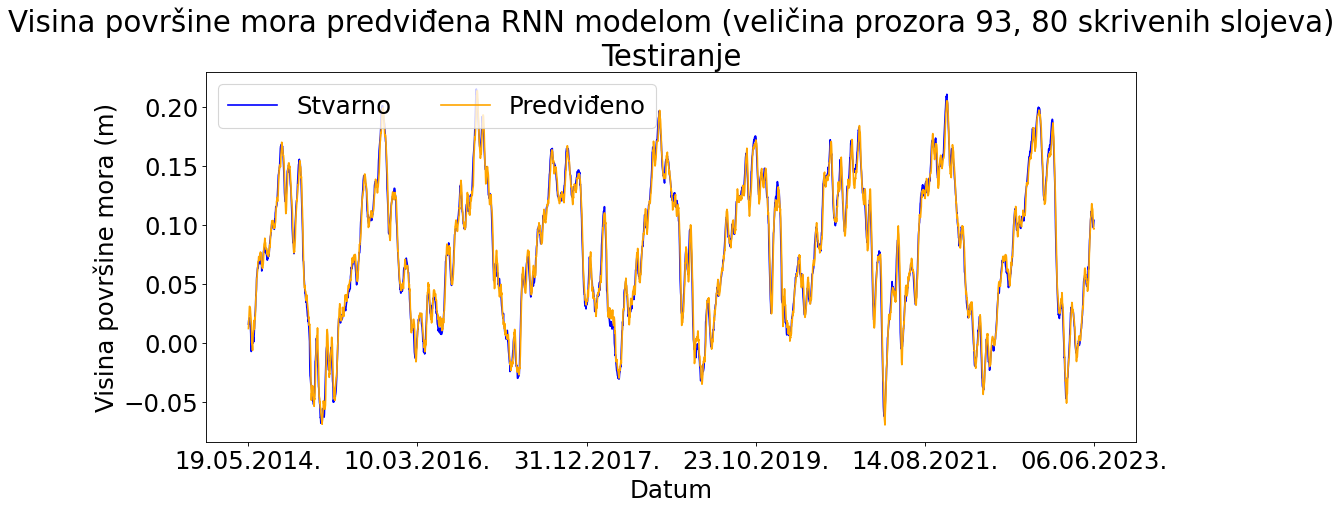 Visina površine mora predviđena RNN modelom (veličina prozora 93, 80 skrivenih slojeva)
Testiranje
Stvarno Predviđeno
Visina površine mora (m)
0.20
0.15
0.10
0.05
0.00
−0.05
19.05.2014. 10.03.2016. 31.12.2017. 23.10.2019. 14.08.2021. 06.06.2023.
Datum